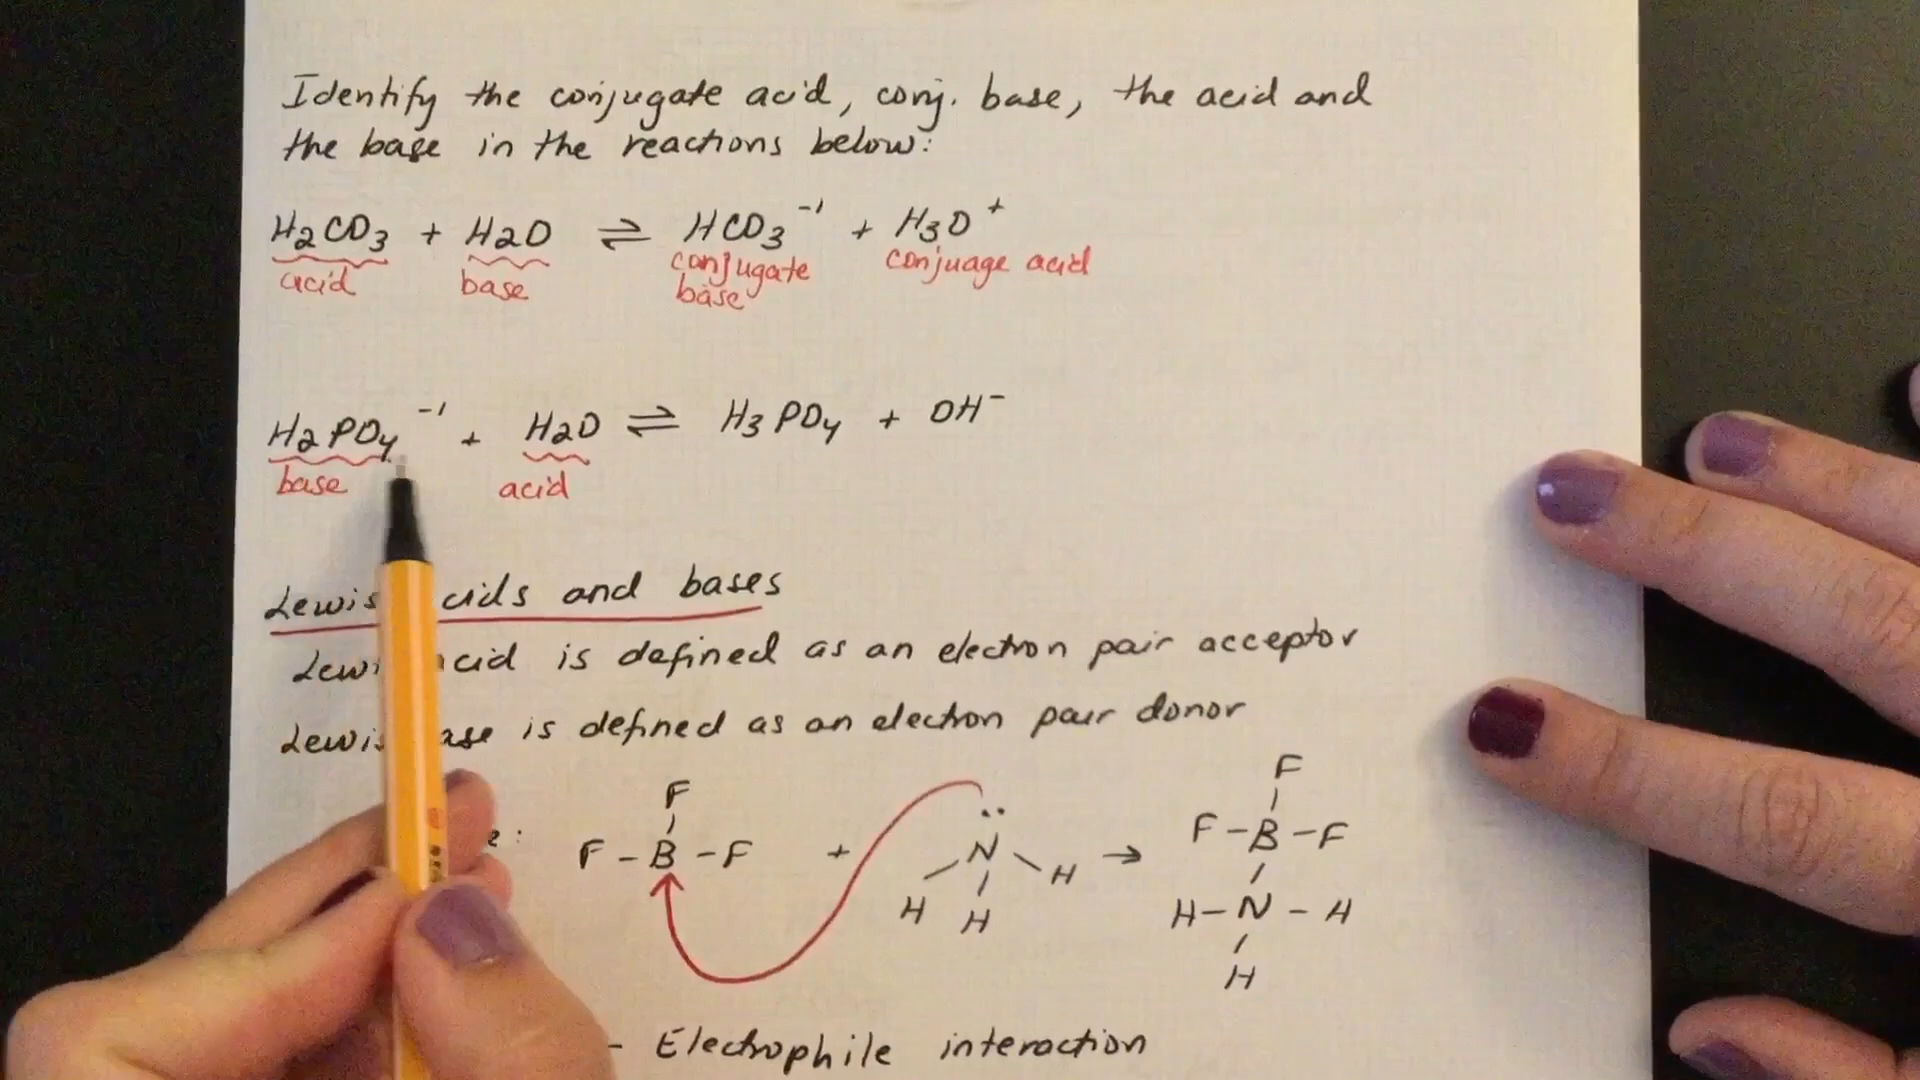 Identify the conjugate acid, conj. base, the acid and
the base in the reactions below:
H2CO3 + H2O ⇌ HCO3 -1 + H3O +
acid base conjugate base conjuage acid
H2PO4 -1 + H2O ⇌ H3PO4 + OH-
base acid
Lewis cids and bases
Lewi acid is defined as an electron pair acceptor
Lewis ase is defined as an electron pair donor
F F
e: F - B - F + N → F - B - F
H H H H - N - H
H
- Electrophile interaction